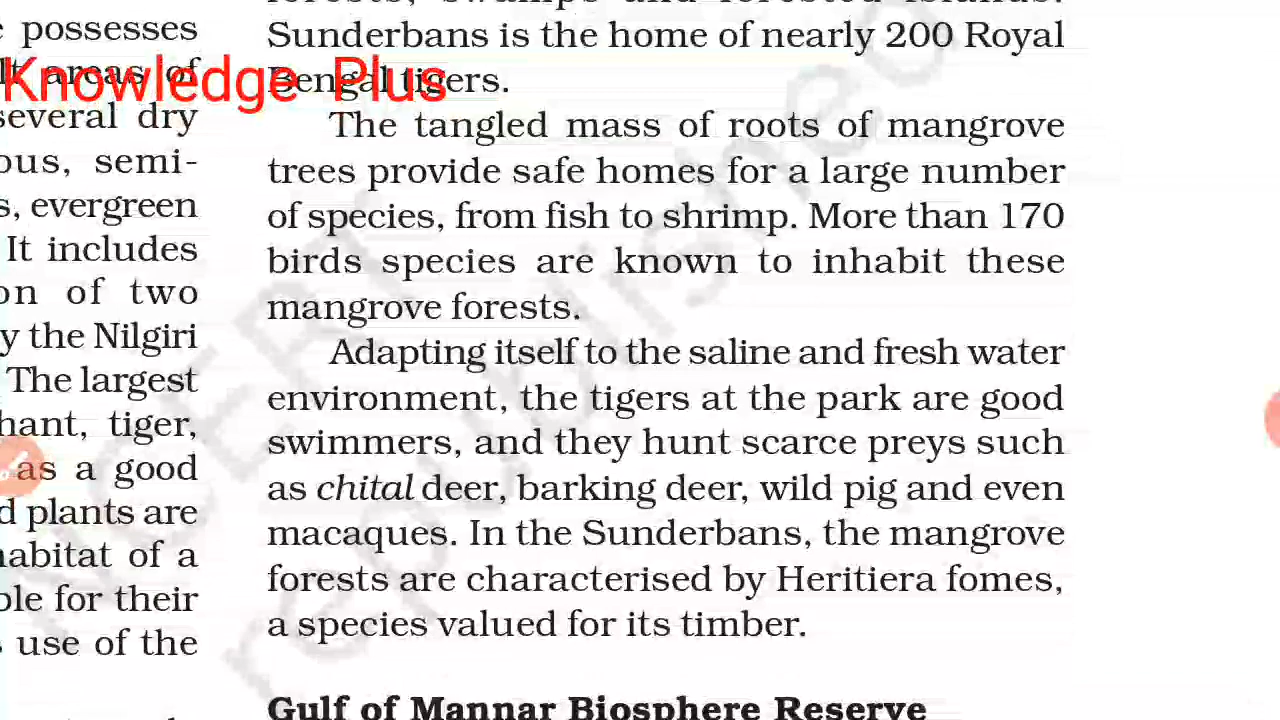 e possesses
areas of
several dry
ous, semi-
s, evergreen
It includes
on of two
y the Nilgiri
The largest
hant, tiger,
as a good
d plants are
habitat of a
ble for their
s use of the
Knowledge Plus
Sunderbans is the home of nearly 200 Royal
Bengal tigers.
The tangled mass of roots of mangrove
trees provide safe homes for a large number
of species, from fish to shrimp. More than 170
birds species are known to inhabit these
mangrove forests.
Adapting itself to the saline and fresh water
environment, the tigers at the park are good
swimmers, and they hunt scarce preys such
as chital deer, barking deer, wild pig and even
macaques. In the Sunderbans, the mangrove
forests are characterised by Heritiera fomes,
a species valued for its timber.
Gulf of Mannar Biosphere Reserve